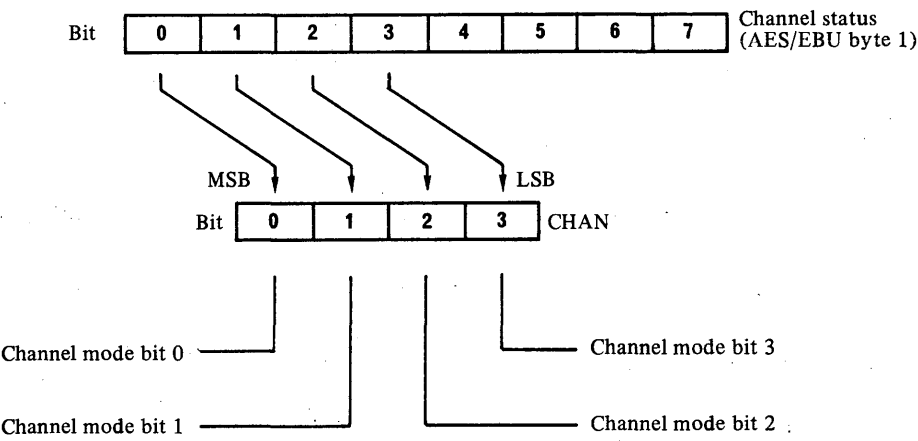 Bit 0 1 2 3 4 5 6 7 Channel status
(AES/EBU byte 1)
MSB LSB
Bit 0 1 2 3 CHAN
Channel mode bit 0 Channel mode bit 3
Channel mode bit 1 Channel mode bit 2